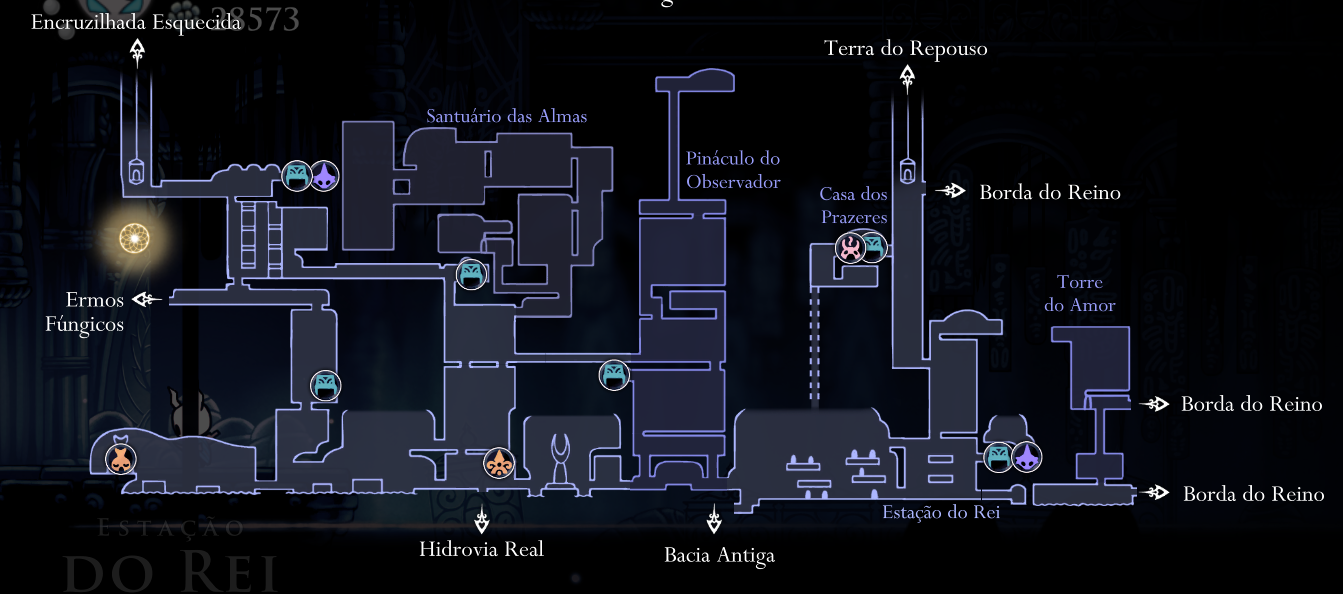 28573
Encruzilhada Esquecida
Terra do Repouso
Santuário das Almas
Pináculo do
Observador
Casa dos
Prazeres
Borda do Reino
Ermos
Fúngicos
Torre
do Amor
Borda do Reino
Borda do Reino
Estação do Rei
Estação
do Rei
Hidrovia Real
Bacia Antiga